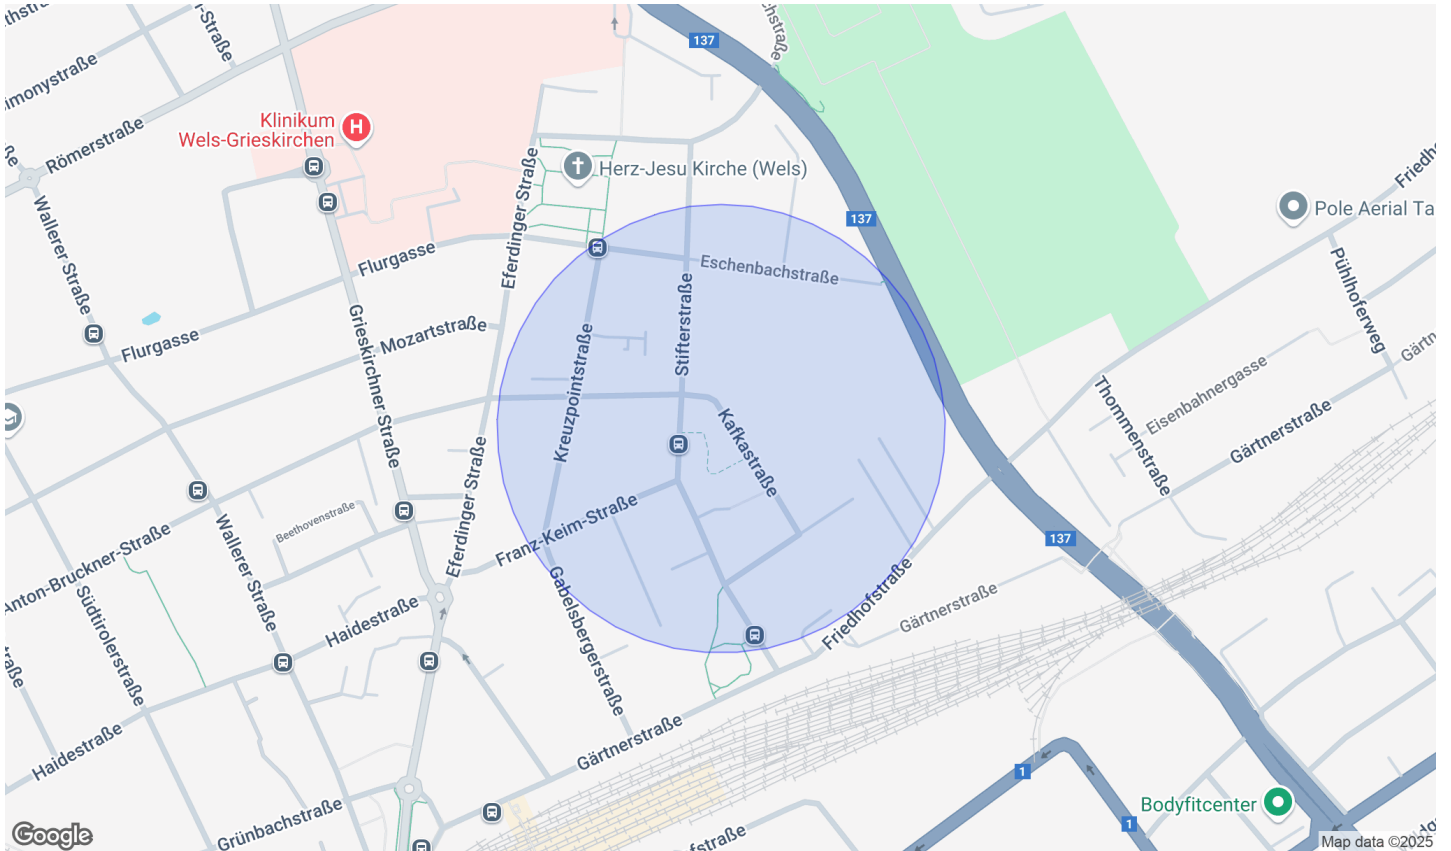 137
Klinikum
Wels-Grieskirchen
H
Römerstraße
Herz-Jesu Kirche (Wels)
Eferdinger Straße
137
Pole Aerial Ta
Wallerer Straße
Flurgasse
Eschenbachstraße
Pühlhoferweg
Flurgasse
Mozartstraße
Grieskirchner Straße
Stifterstraße
Kreuzpointstraße
Kafkastraße
Thommenstraße
Eisenbahnergasse
Gärtnerstraße
Eferdinger Straße
Franz-Keim-Straße
Beethovenstraße
Anton-Bruckner-Straße
Wallerer Straße
137
Südtirolerstraße
Haidestraße
Gabelsbergerstraße
Friedhofstraße
Gärtnerstraße
Haidestraße
Gärtnerstraße
1
Bodyfitcenter
1
Grünbachstraße
Google
Map data ©2025